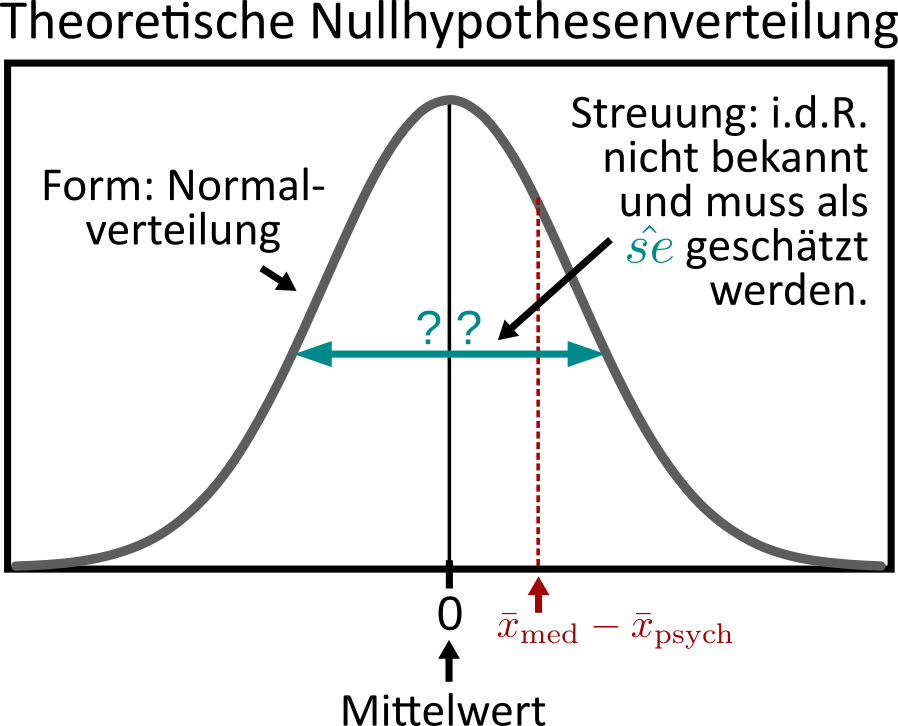 Theoretische Nullhypothesenverteilung
Streuung: i.d.R.
nicht bekannt
und muss als
ŝe geschätzt
werden.
Form: Normal-
verteilung
? ?
0
x̄med − x̄psych
Mittelwert